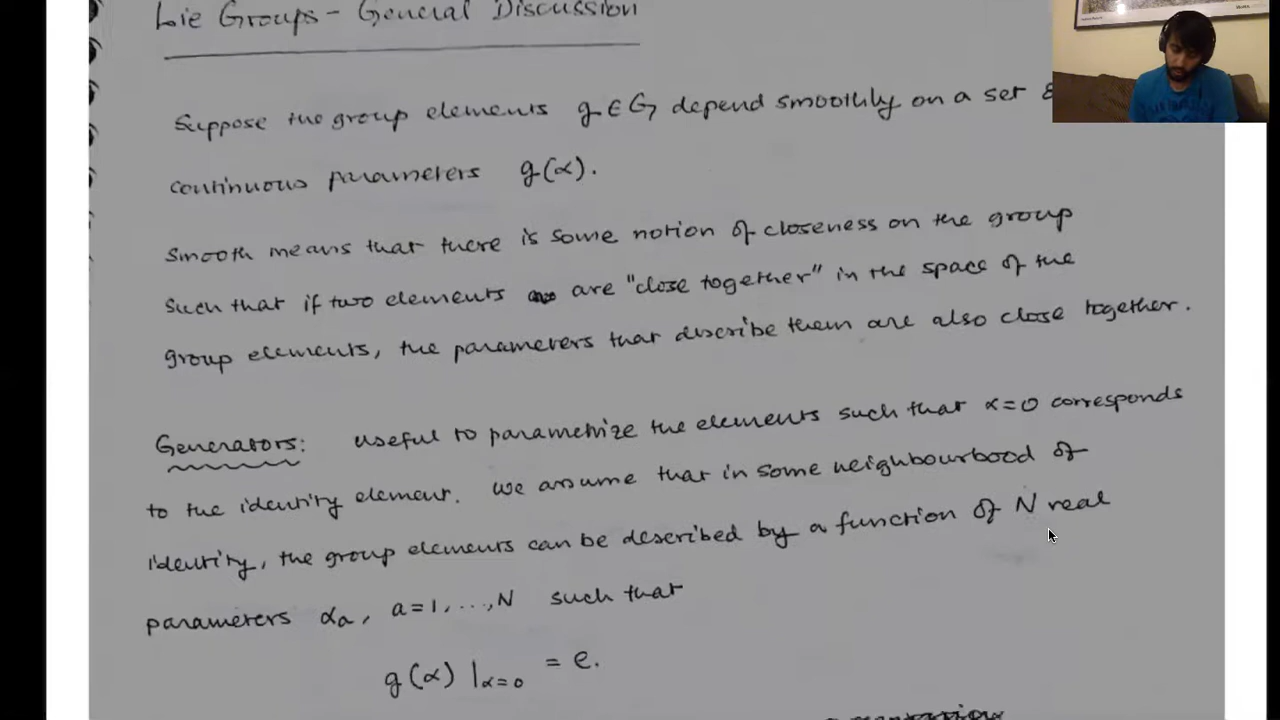 Lie Groups - General Discussion
Suppose the group elements g ∈ G depend smoothly on a set
continuous parameters g(α).
Smooth means that there is some notion of closeness on the group
such that if two elements are "close together" in the space of the
group elements, the parameters that describe them are also close together.
Generators: useful to parametrize the elements such that α=0 corresponds
to the identity element. We assume that in some neighbourbood of
identity, the group elements can be described by a function of N real
parameters αₐ, a=1,...,N such that
g(α)|α=0 = e.